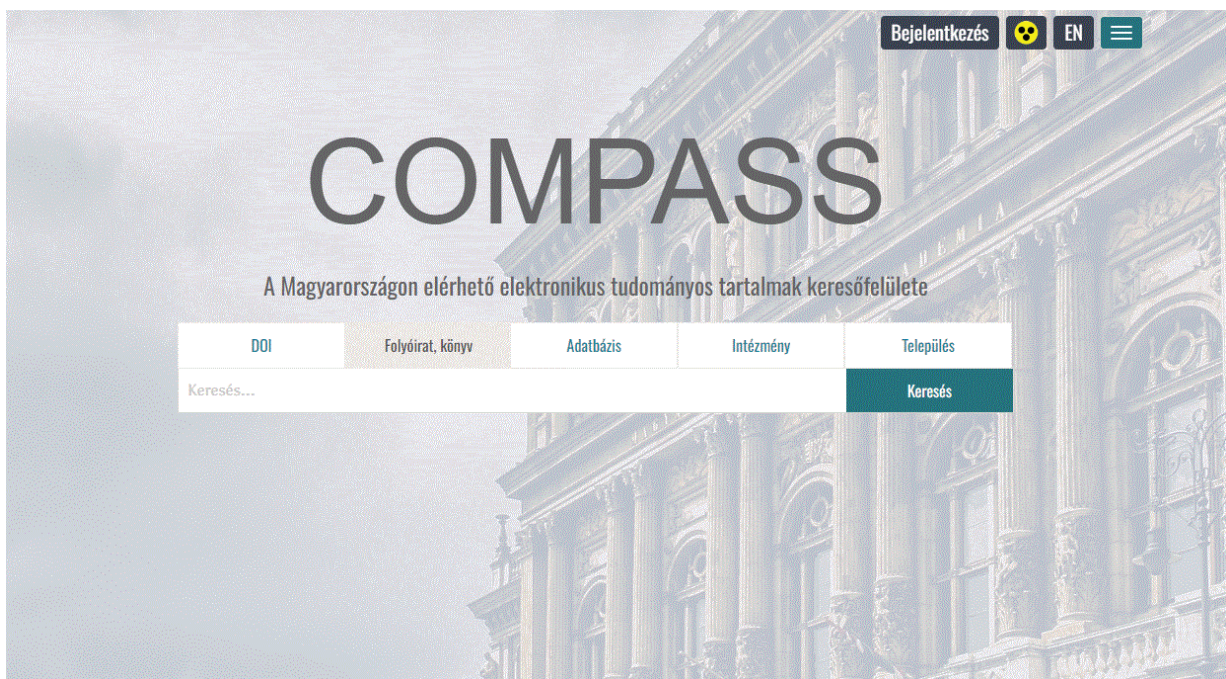 Bejelentkezés EN
COMPASS
A Magyarországon elérhető elektronikus tudományos tartalmak keresőfelülete
DOI Folyóirat, könyv Adatbázis Intézmény Település
Keresés... Keresés